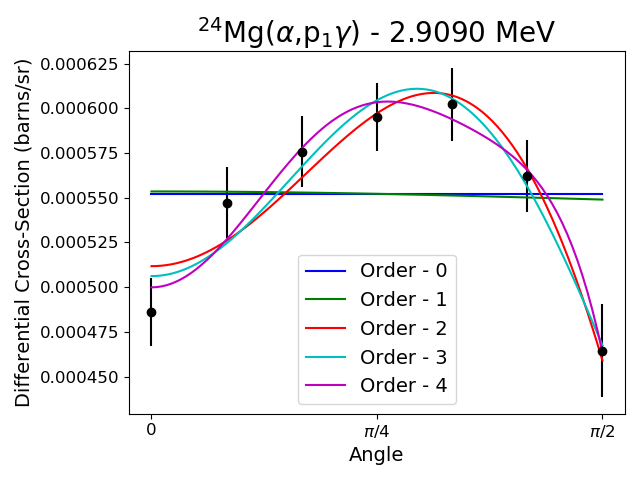 ²⁴Mg(α,p₁γ) - 2.9090 MeV
Differential Cross-Section (barns/sr)
0.000625
0.000600
0.000575
0.000550
0.000525
0.000500
0.000475
0.000450
Order - 0
Order - 1
Order - 2
Order - 3
Order - 4
0
π/4
π/2
Angle